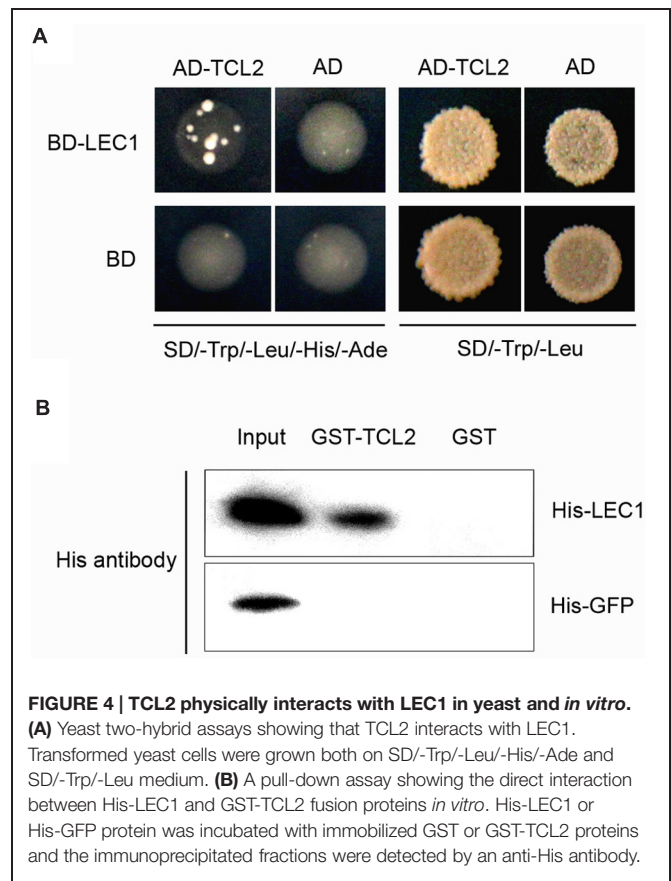 A
AD-TCL2 AD AD-TCL2 AD
BD-LEC1
BD
SD/-Trp/-Leu/-His/-Ade SD/-Trp/-Leu
B
Input GST-TCL2 GST
His antibody
His-LEC1
His-GFP
FIGURE 4 | TCL2 physically interacts with LEC1 in yeast and in vitro.
(A) Yeast two-hybrid assays showing that TCL2 interacts with LEC1.
Transformed yeast cells were grown both on SD/-Trp/-Leu/-His/-Ade and
SD/-Trp/-Leu medium. (B) A pull-down assay showing the direct interaction
between His-LEC1 and GST-TCL2 fusion proteins in vitro. His-LEC1 or
His-GFP protein was incubated with immobilized GST or GST-TCL2 proteins
and the immunoprecipitated fractions were detected by an anti-His antibody.